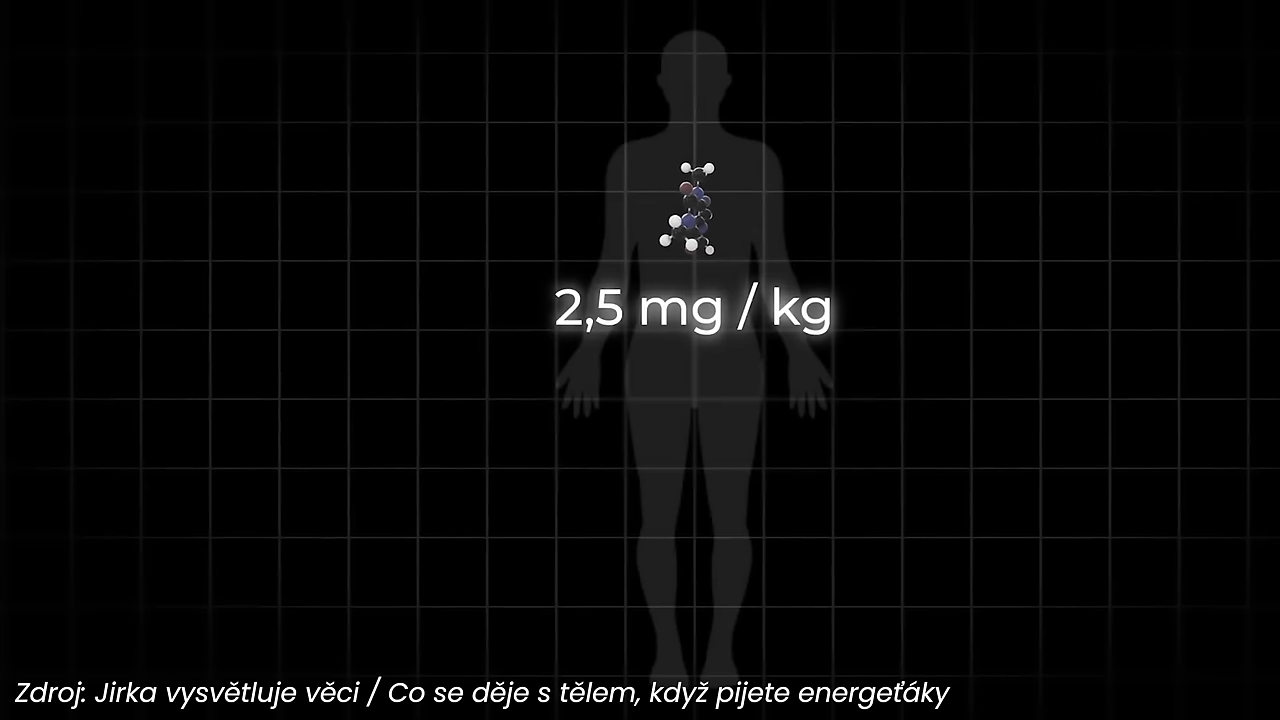 2,5 mg / kg
Zdroj: Jirka vysvětluje věci / Co se děje s tělem, když pijete energeťáky